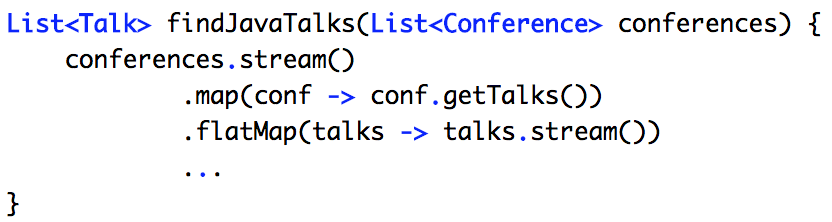 List<Talk> findJavaTalks(List<Conference> conferences) {
    conferences.stream()
            .map(conf -> conf.getTalks())
            .flatMap(talks -> talks.stream())
            ...
}